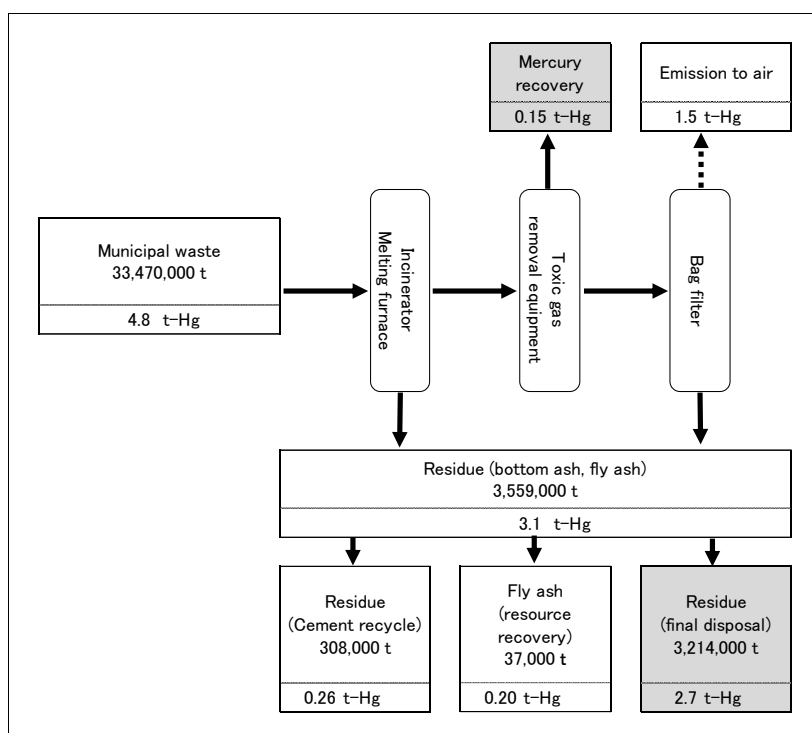 Mercury
recovery
0.15 t-Hg
Emission to air
1.5 t-Hg
Municipal waste
33,470,000 t
4.8 t-Hg
Incinerator
Melting furnace
Toxic gas
removal equipment
Bag filter
Residue (bottom ash, fly ash)
3,559,000 t
3.1 t-Hg
Residue
(Cement recycle)
308,000 t
0.26 t-Hg
Fly ash
(resource
recovery)
37,000 t
0.20 t-Hg
Residue
(final disposal)
3,214,000 t
2.7 t-Hg